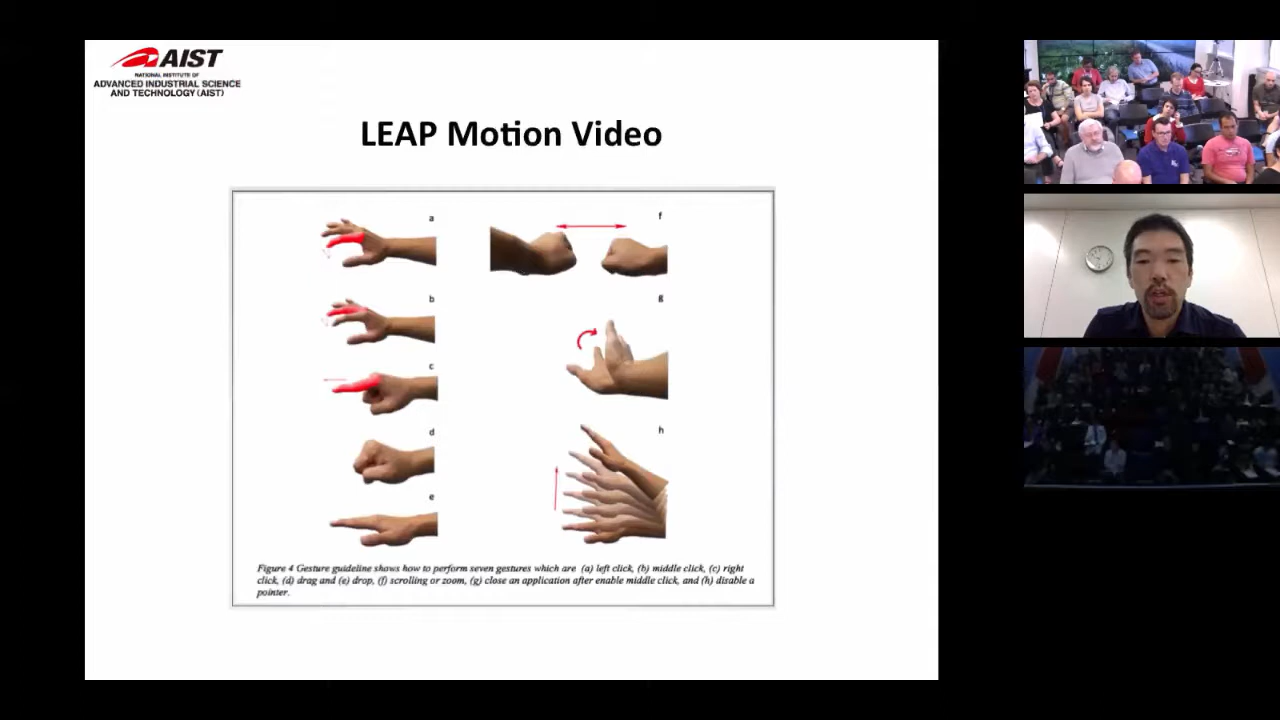 AIST
NATIONAL INSTITUTE OF
ADVANCED INDUSTRIAL SCIENCE
AND TECHNOLOGY (AIST)
LEAP Motion Video
a
b
c
d
e
f
g
h
Figure 4 Gesture guideline shows how to perform seven gestures which are (a) left click, (b) middle click, (c) right
click, (d) drag and (e) drop, (f) scrolling or zoom, (g) close an application after enable middle click, and (h) disable a
pointer.